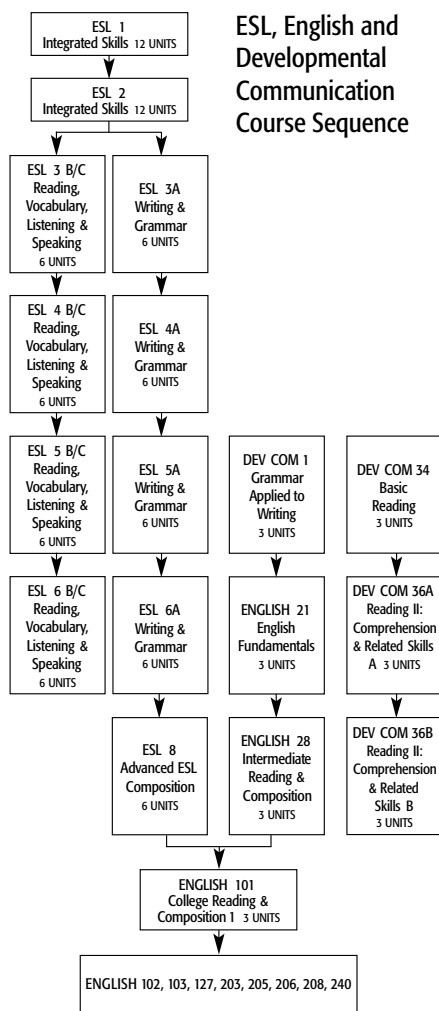 ESL, English and
Developmental
Communication
Course Sequence
ESL 1
Integrated Skills 12 UNITS
ESL 2
Integrated Skills 12 UNITS
ESL 3 B/C
Reading,
Vocabulary,
Listening &
Speaking
6 UNITS
ESL 3A
Writing &
Grammar
6 UNITS
ESL 4 B/C
Reading,
Vocabulary,
Listening &
Speaking
6 UNITS
ESL 4A
Writing &
Grammar
6 UNITS
ESL 5 B/C
Reading,
Vocabulary,
Listening &
Speaking
6 UNITS
ESL 5A
Writing &
Grammar
6 UNITS
DEV COM 1
Grammar
Applied to
Writing
3 UNITS
DEV COM 34
Basic
Reading
3 UNITS
ESL 6 B/C
Reading,
Vocabulary,
Listening &
Speaking
6 UNITS
ESL 6A
Writing &
Grammar
6 UNITS
ENGLISH 21
English
Fundamentals
3 UNITS
DEV COM 36A
Reading II:
Comprehension
& Related Skills
A 3 UNITS
ESL 8
Advanced ESL
Composition
6 UNITS
ENGLISH 28
Intermediate
Reading &
Composition
3 UNITS
DEV COM 36B
Reading II:
Comprehension
& Related
Skills B
3 UNITS
ENGLISH 101
College Reading &
Composition 1 3 UNITS
ENGLISH 102, 103, 127, 203, 205, 206, 208, 240